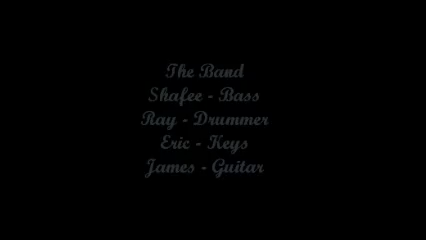 The Band
Shafee - Bass
Ray - Drummer
Eric - Keys
James - Guitar